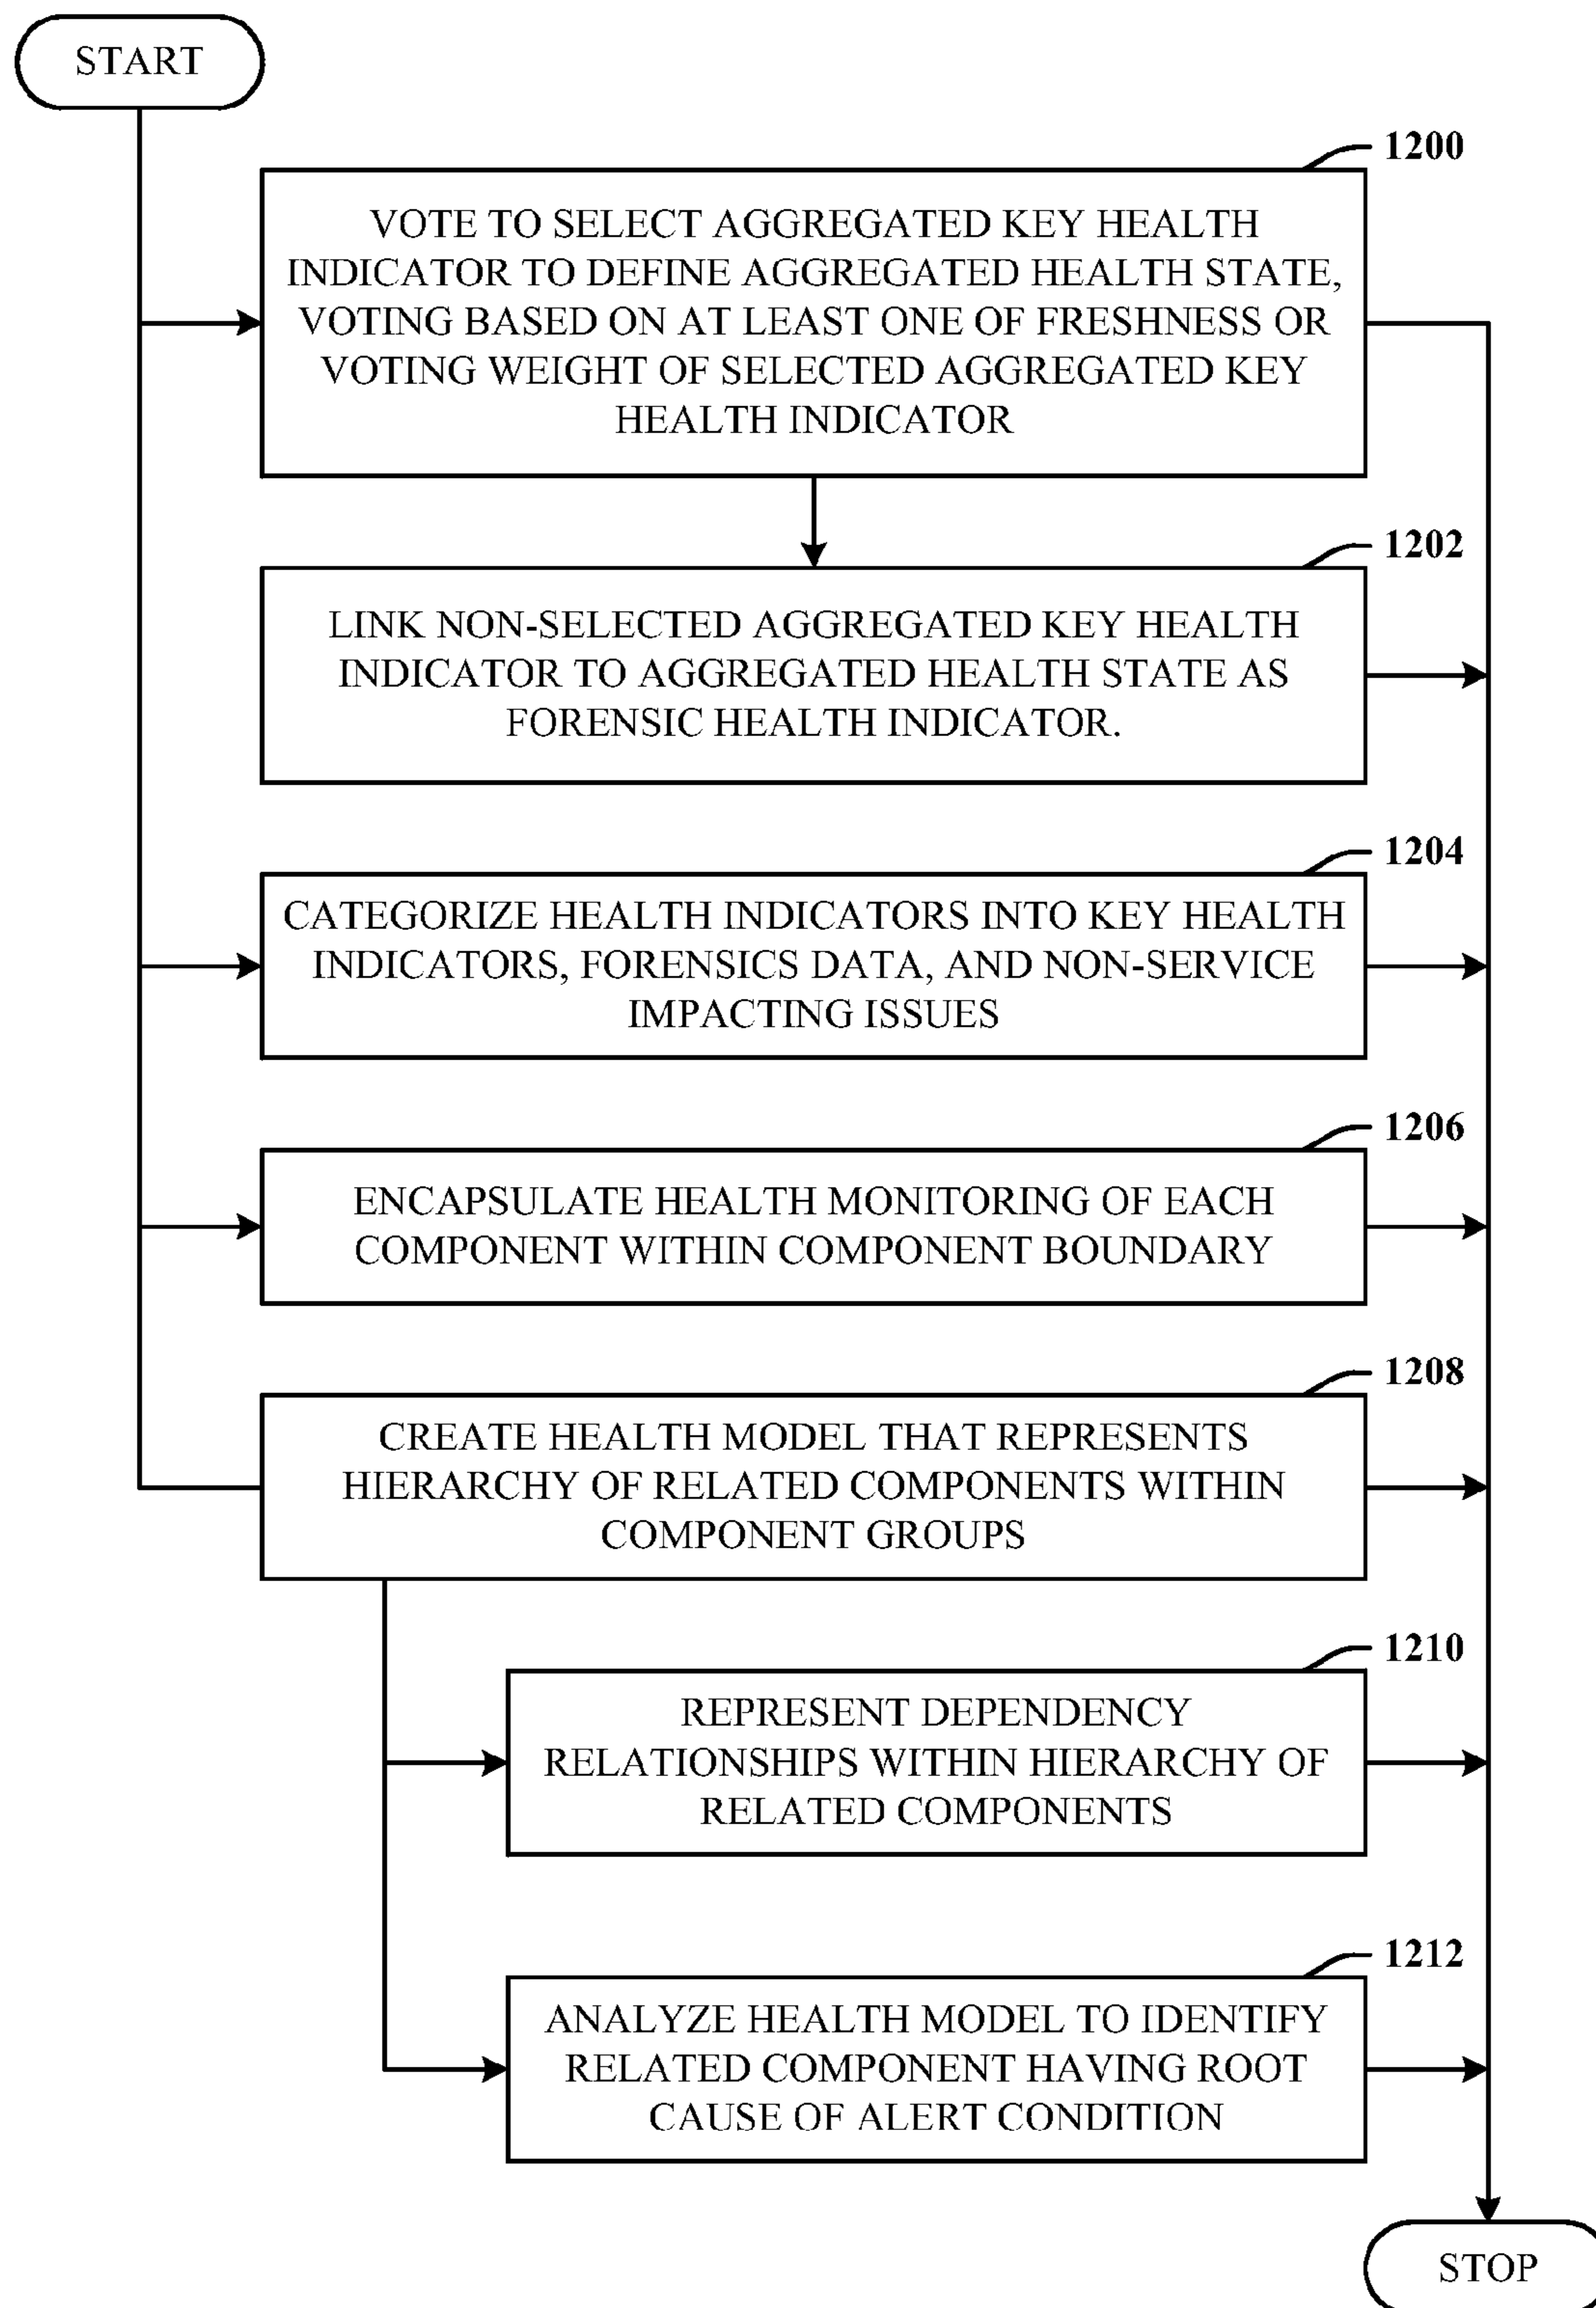 START
1200
VOTE TO SELECT AGGREGATED KEY HEALTH
INDICATOR TO DEFINE AGGREGATED HEALTH STATE,
VOTING BASED ON AT LEAST ONE OF FRESHNESS OR
VOTING WEIGHT OF SELECTED AGGREGATED KEY
HEALTH INDICATOR
1202
LINK NON-SELECTED AGGREGATED KEY HEALTH
INDICATOR TO AGGREGATED HEALTH STATE AS
FORENSIC HEALTH INDICATOR.
1204
CATEGORIZE HEALTH INDICATORS INTO KEY HEALTH
INDICATORS, FORENSICS DATA, AND NON-SERVICE
IMPACTING ISSUES
1206
ENCAPSULATE HEALTH MONITORING OF EACH
COMPONENT WITHIN COMPONENT BOUNDARY
1208
CREATE HEALTH MODEL THAT REPRESENTS
HIERARCHY OF RELATED COMPONENTS WITHIN
COMPONENT GROUPS
1210
REPRESENT DEPENDENCY
RELATIONSHIPS WITHIN HIERARCHY OF
RELATED COMPONENTS
1212
ANALYZE HEALTH MODEL TO IDENTIFY
RELATED COMPONENT HAVING ROOT
CAUSE OF ALERT CONDITION
STOP